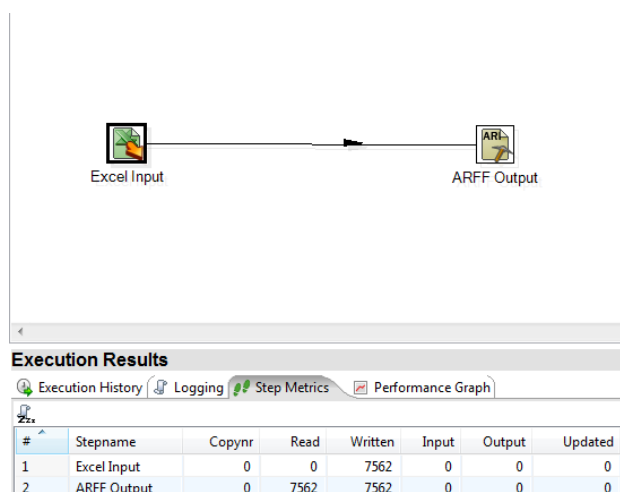 ARI
Excel Input
ARFF Output
Execution Results
Execution History Logging Step Metrics Performance Graph
# Stepname Copynr Read Written Input Output Updated
1 Excel Input 0 0 7562 0 0 0
2 ARFF Output 0 7562 7562 0 0 0